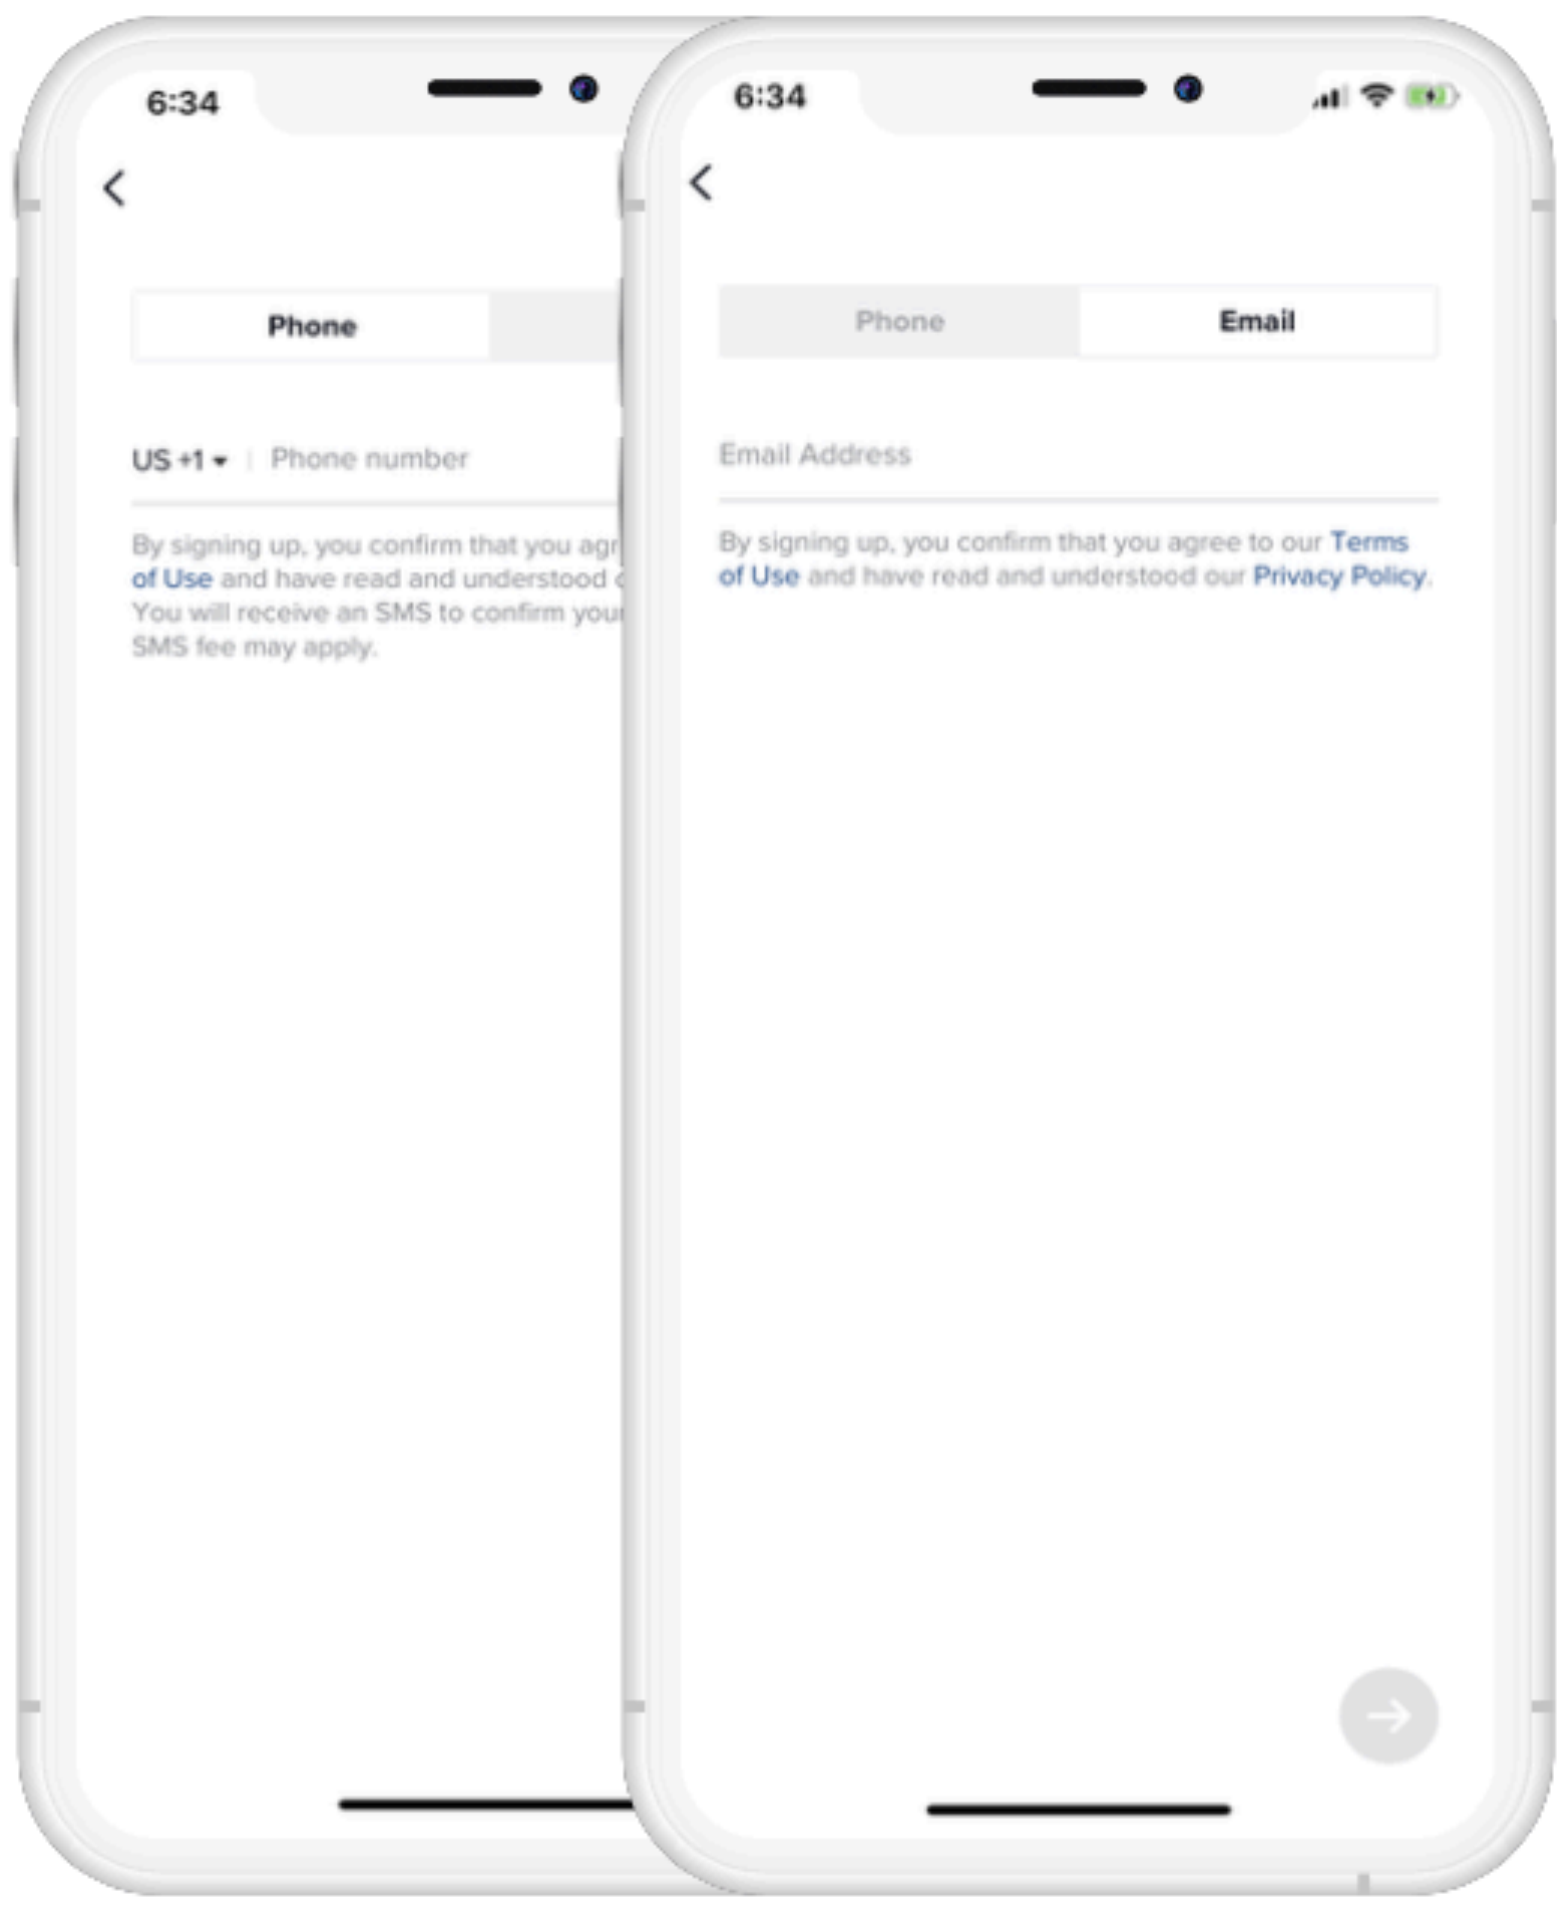 6:34
Phone
US +1
Phone number
By signing up, you confirm that you
of Use and have read and understood
You will receive an SMS to confirm
SMS fee may apply.
6:34
Phone
Email
Email Address
By signing up, you confirm that you agree to our Terms
of Use and have read and understood our Privacy Policy.